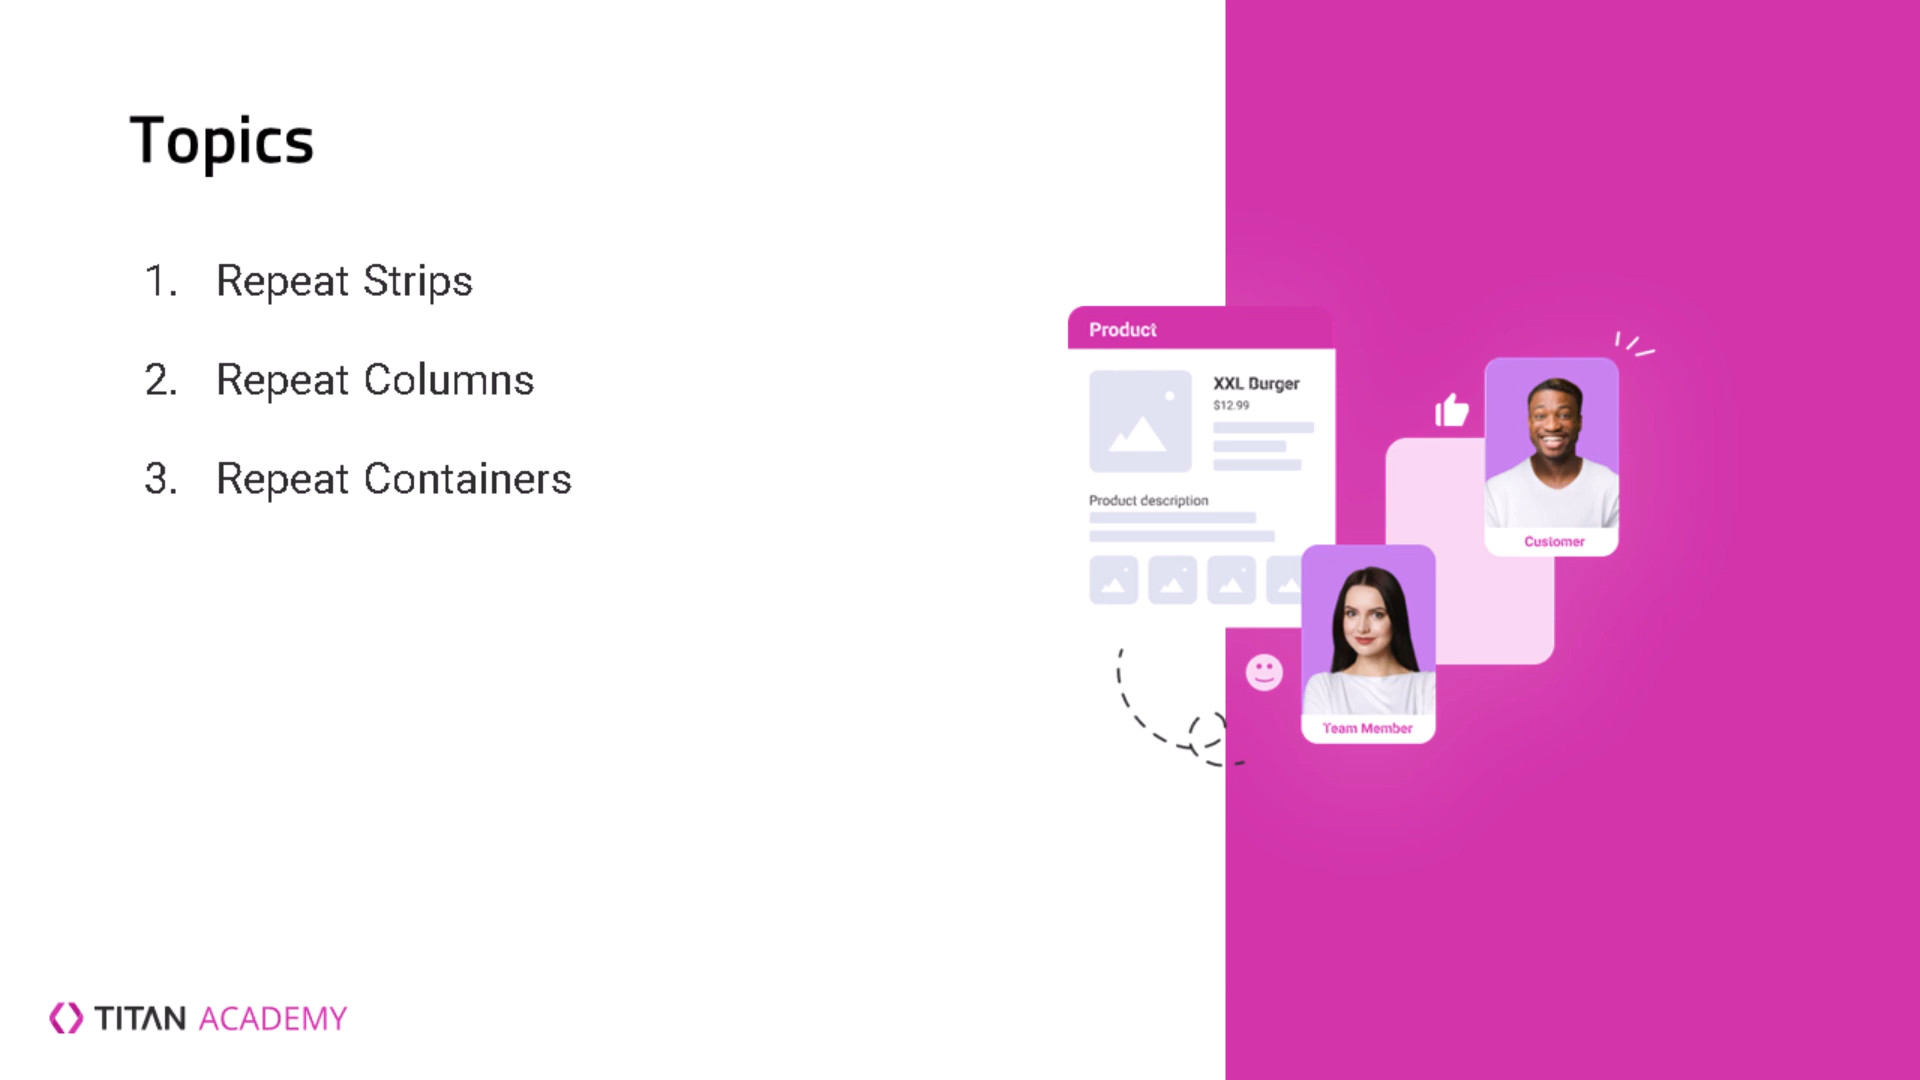 Topics
1. Repeat Strips
2. Repeat Columns
3. Repeat Containers
Product
XXL Burger
$12.99
Product description
Customer
Team Member
TITAN ACADEMY